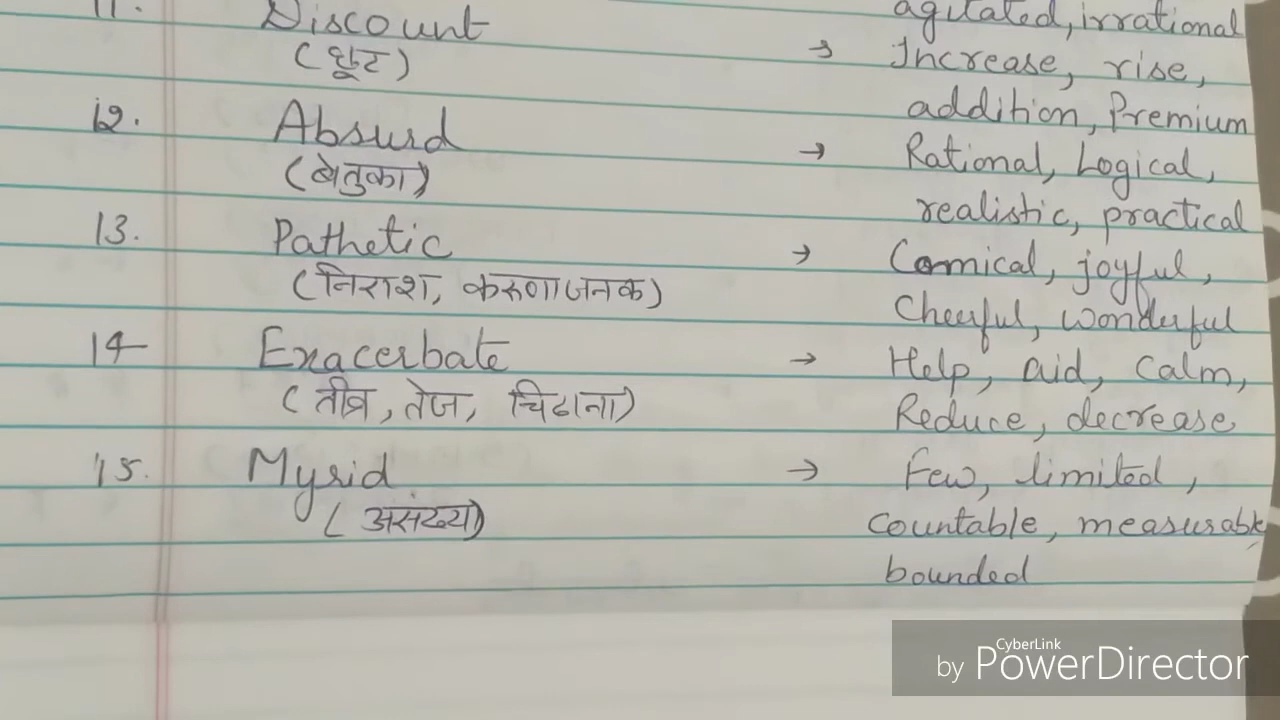 11. Discount agitated, irrational
(छूट) → Increase, rise,
addition, Premium
12. Absurd → Rational, Logical,
(बेतुका) realistic, practical
13. Pathetic → Comical, joyful,
(निराश, करुणाजनक) Cheerful, wonderful
14 Exacerbate → Help, aid, Calm,
(तीव्र, तेज, चिढाना) Reduce, decrease
15. Myrid → Few, limited,
(असंख्य) Countable, measurable
bounded
CyberLink
by PowerDirector